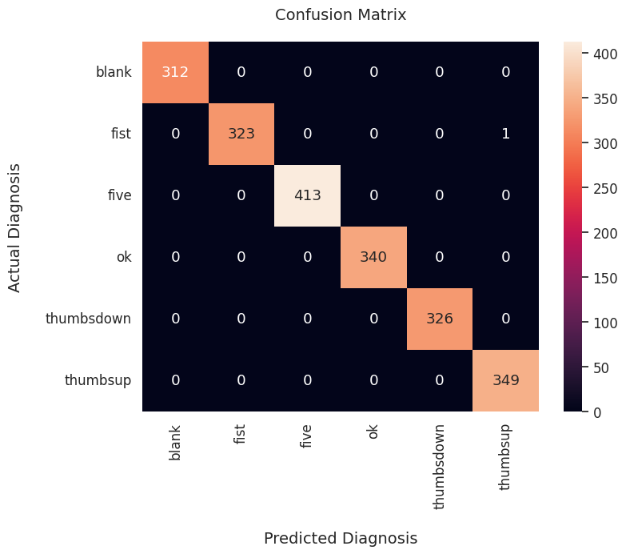 Confusion Matrix
blank 312 0 0 0 0 0
fist 0 323 0 0 0 1
five 0 0 413 0 0 0
ok 0 0 0 340 0 0
thumbsdown 0 0 0 0 326 0
thumbsup 0 0 0 0 0 349
blank fist five ok thumbsdown thumbsup
Predicted Diagnosis
Actual Diagnosis
400
350
300
250
200
150
100
50
0